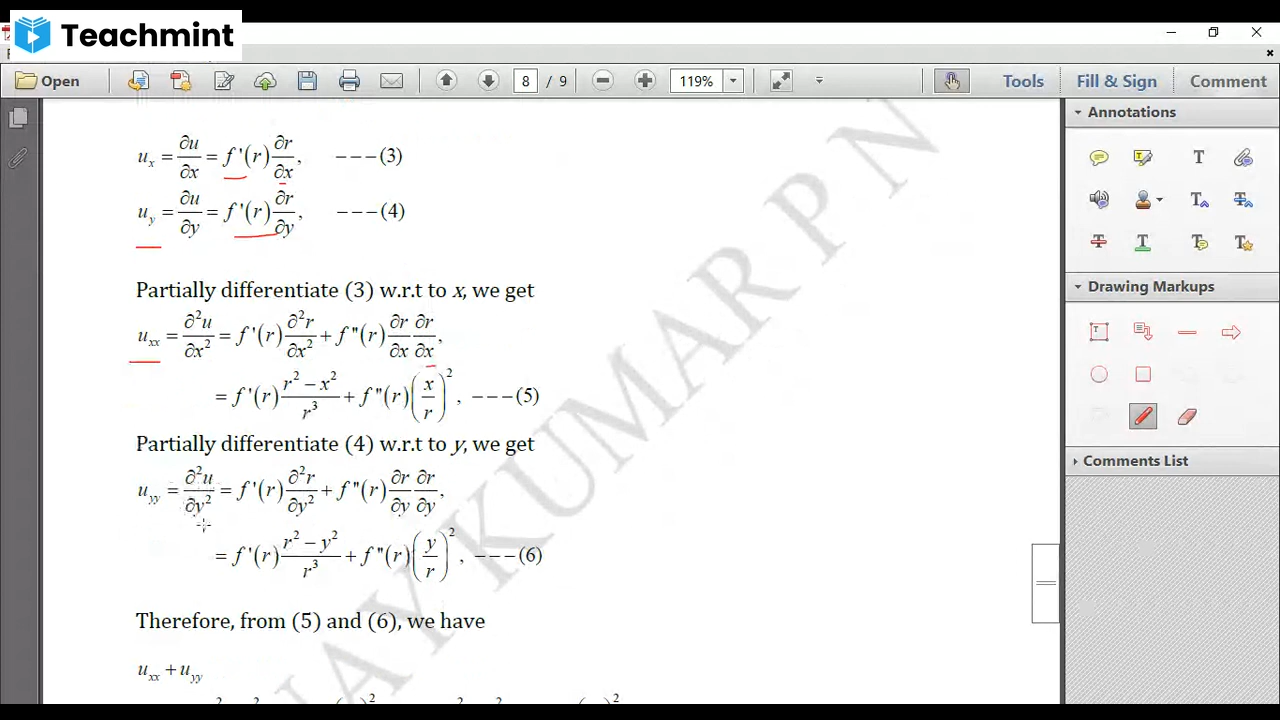 Teachmint
Open
8 / 9
119%
Tools
Fill & Sign
Comment
Annotations
Drawing Markups
Comments List
u_x = ∂u/∂x = f '(r) ∂r/∂x, −−−(3)
u_y = ∂u/∂y = f '(r) ∂r/∂y, −−−(4)
Partially differentiate (3) w.r.t to x, we get
u_xx = ∂²u/∂x² = f '(r) ∂²r/∂x² + f ''(r) ∂r/∂x ∂r/∂x,
= f '(r) (r² − x²)/r³ + f ''(r) (x/r)², −−−(5)
Partially differentiate (4) w.r.t to y, we get
u_yy = ∂²u/∂y² = f '(r) ∂²r/∂y² + f ''(r) ∂r/∂y ∂r/∂y,
= f '(r) (r² − y²)/r³ + f ''(r) (y/r)², −−−(6)
Therefore, from (5) and (6), we have
u_xx + u_yy
AY KUMAR P N